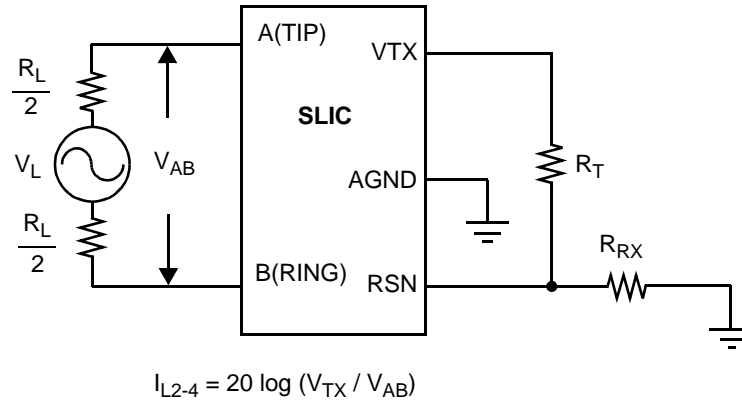 A(TIP)
VTX
R_L
2
SLIC
V_L
V_AB
R_T
AGND
R_L
2
R_RX
B(RING)
RSN
I_L2-4 = 20 log (V_TX / V_AB)